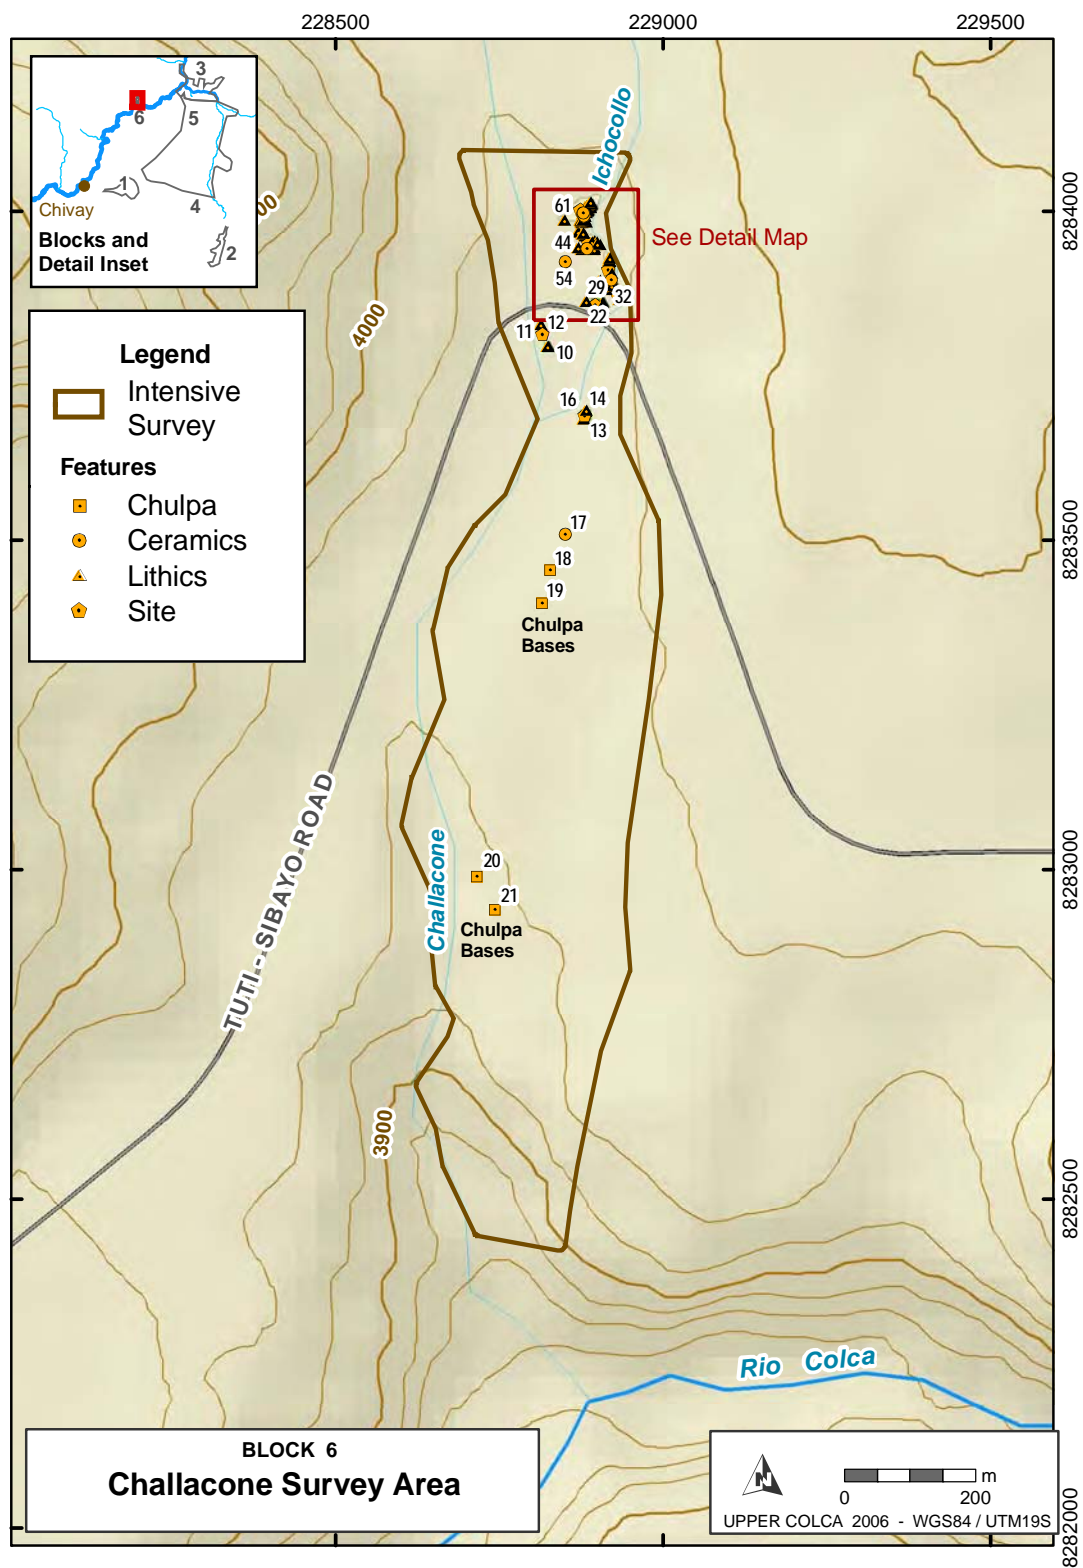 228500
229000
229500
3
6
5
1
4
2
Chivay
Blocks and
Detail Inset
00
4000
Ichocollo
61
44
54
29
32
22
See Detail Map
Legend
Intensive
Survey
Features
Chulpa
Ceramics
Lithics
Site
11
12
10
16
14
13
17
18
19
Chulpa
Bases
8284000
8283500
8283000
8282500
8282000
TUTI - SIBAYO ROAD
Challacone
20
21
Chulpa
Bases
3900
Rio Colca
BLOCK 6
Challacone Survey Area
N
m
0
200
UPPER COLCA 2006 - WGS84 / UTM19S